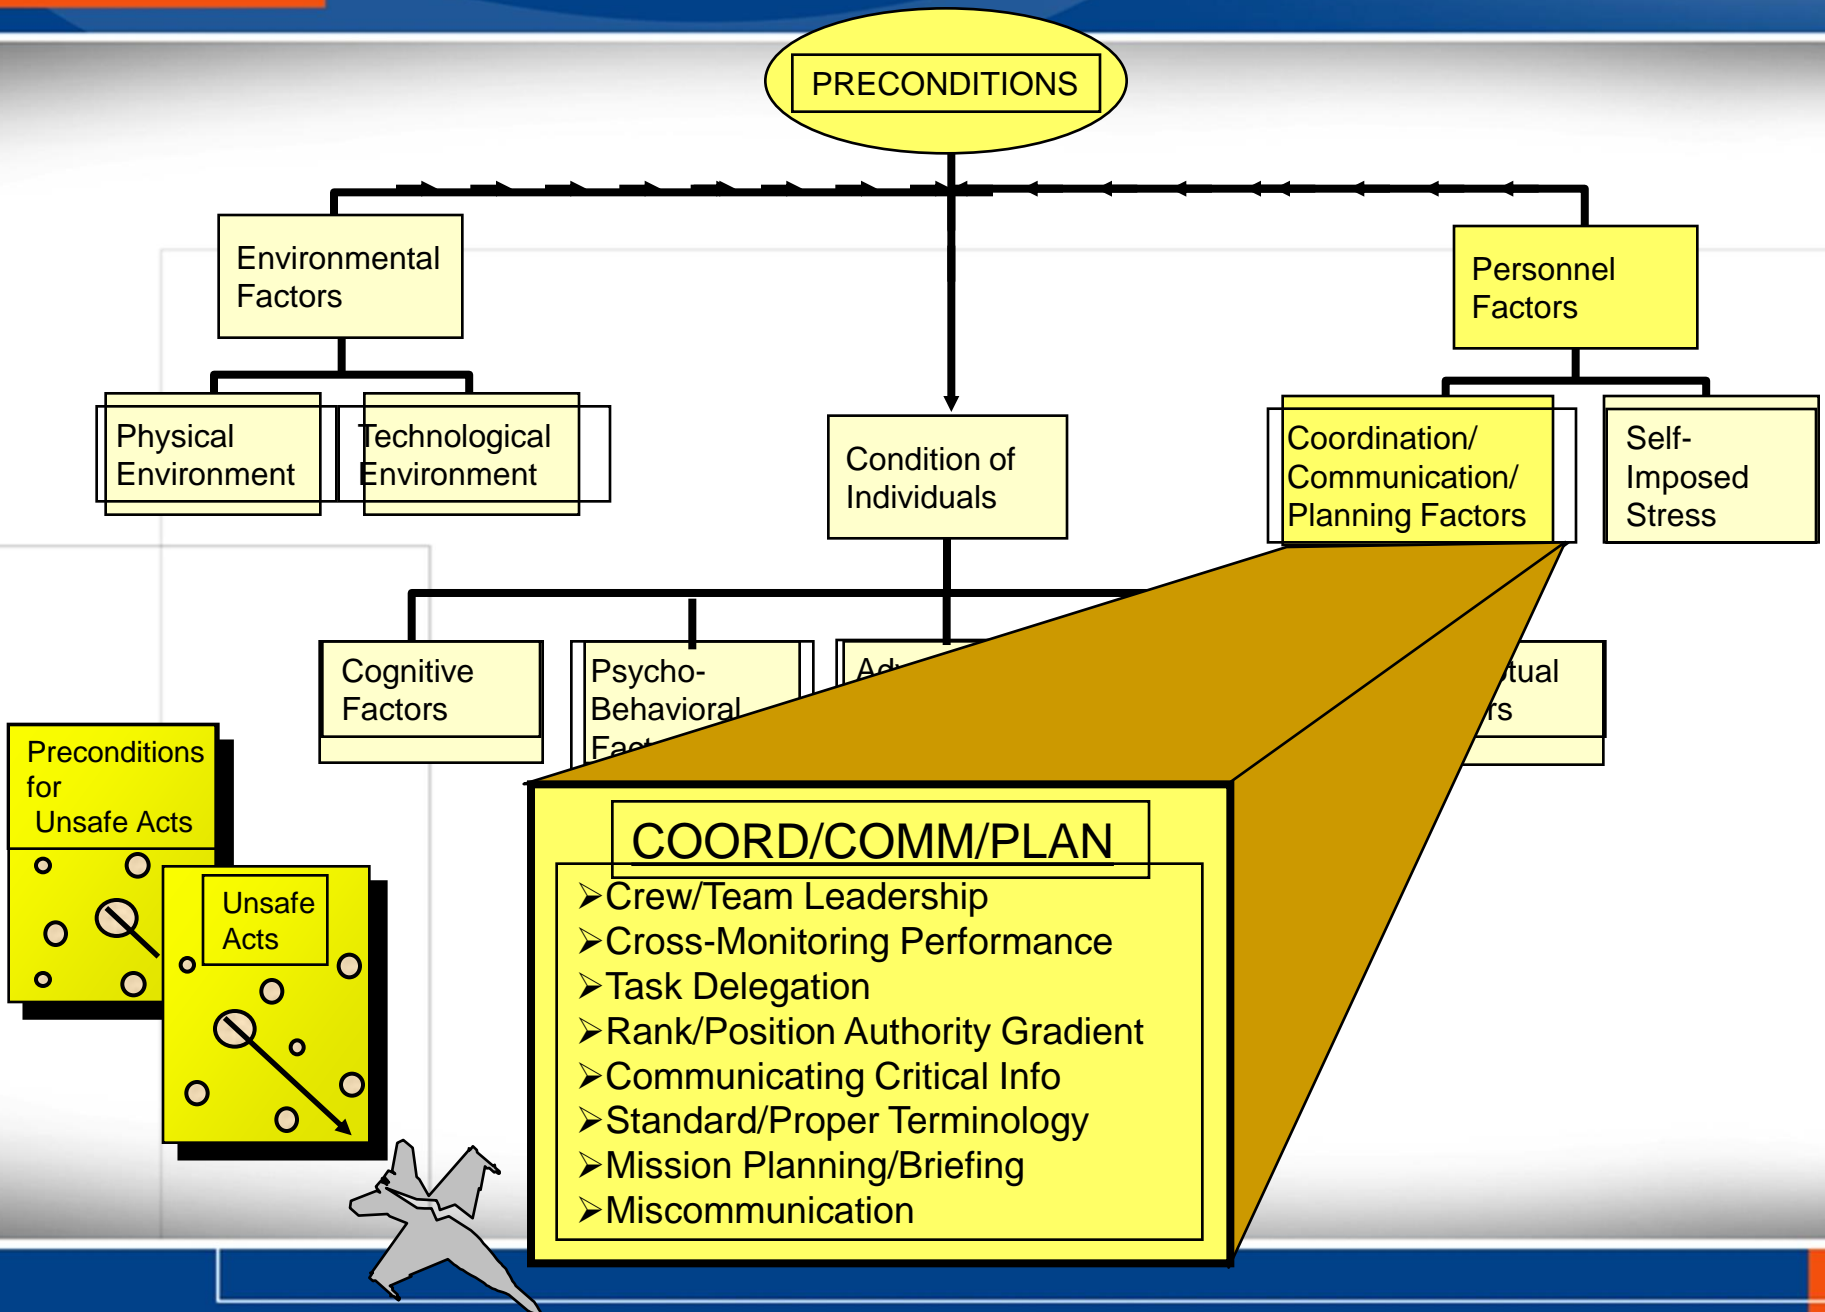 PRECONDITIONS
Environmental
Factors
Personnel
Factors
Physical
Environment
Technological
Environment
Condition of
Individuals
Coordination/
Communication/
Planning Factors
Self-
Imposed
Stress
Cognitive
Factors
Psycho-
Behavioral
Preconditions
for
Unsafe Acts
Unsafe
Acts
COORD/COMM/PLAN
➢Crew/Team Leadership
➢Cross-Monitoring Performance
➢Task Delegation
➢Rank/Position Authority Gradient
➢Communicating Critical Info
➢Standard/Proper Terminology
➢Mission Planning/Briefing
➢Miscommunication